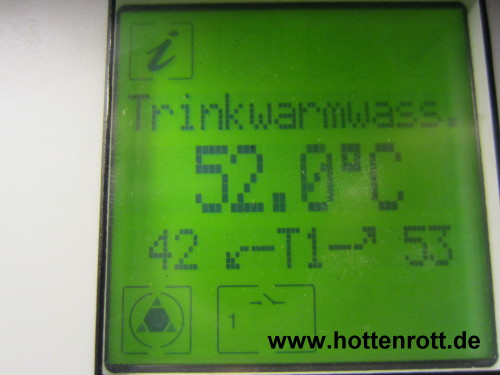 i
Trinkwarmwass.
52.0°C
42 ↙─T1─↗ 53
1
www.hottenrott.de